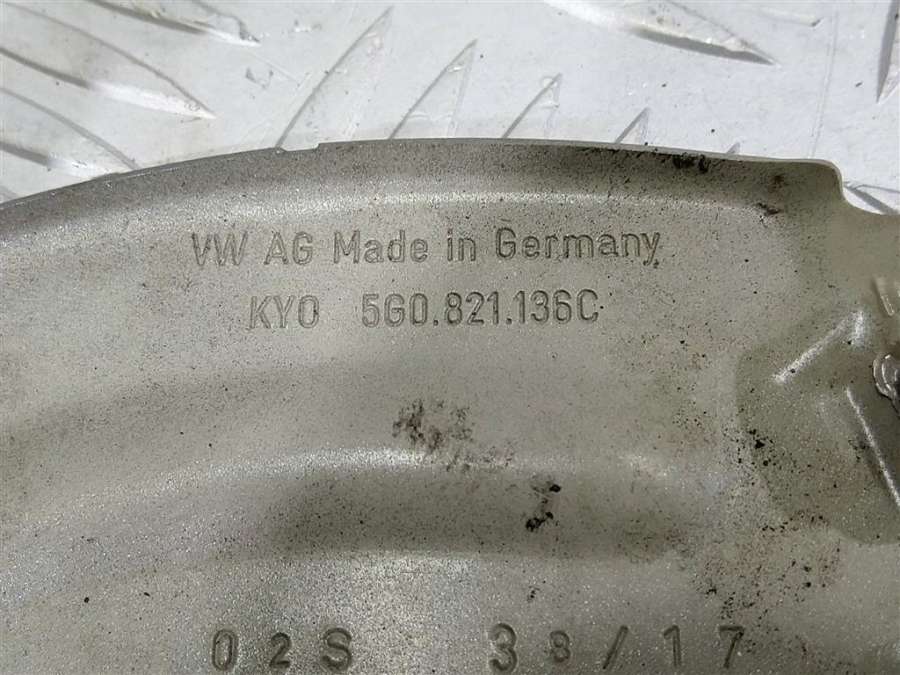 VW AG Made in Germany
KYO 5G0.821.136C
02S 38/17